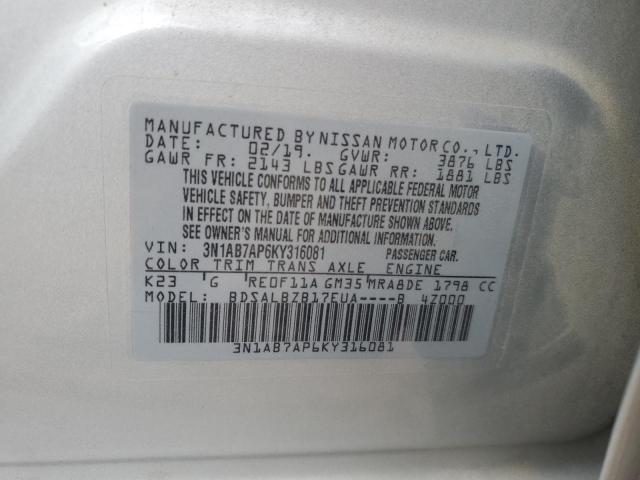 MANUFACTURED BY NISSAN MOTOR CO., LTD.
DATE: 02/19. GVWR: 3876 LBS
GAWR FR: 2143 LBS GAWR RR: 1881 LBS
THIS VEHICLE CONFORMS TO ALL APPLICABLE FEDERAL MOTOR
VEHICLE SAFETY, BUMPER AND THEFT PREVENTION STANDARDS
IN EFFECT ON THE DATE OF MANUFACTURE SHOWN ABOVE.
SEE OWNER'S MANUAL FOR ADDITIONAL INFORMATION.
VIN: 3N1AB7AP6KY316081 PASSENGER CAR.
COLOR TRIM TRANS AXLE ENGINE
K23 G RE0F11A GM35 MRA8DE 1798 CC
MODEL: BDSALBZB17EUA----B 4Z000
3N1AB7AP6KY316081